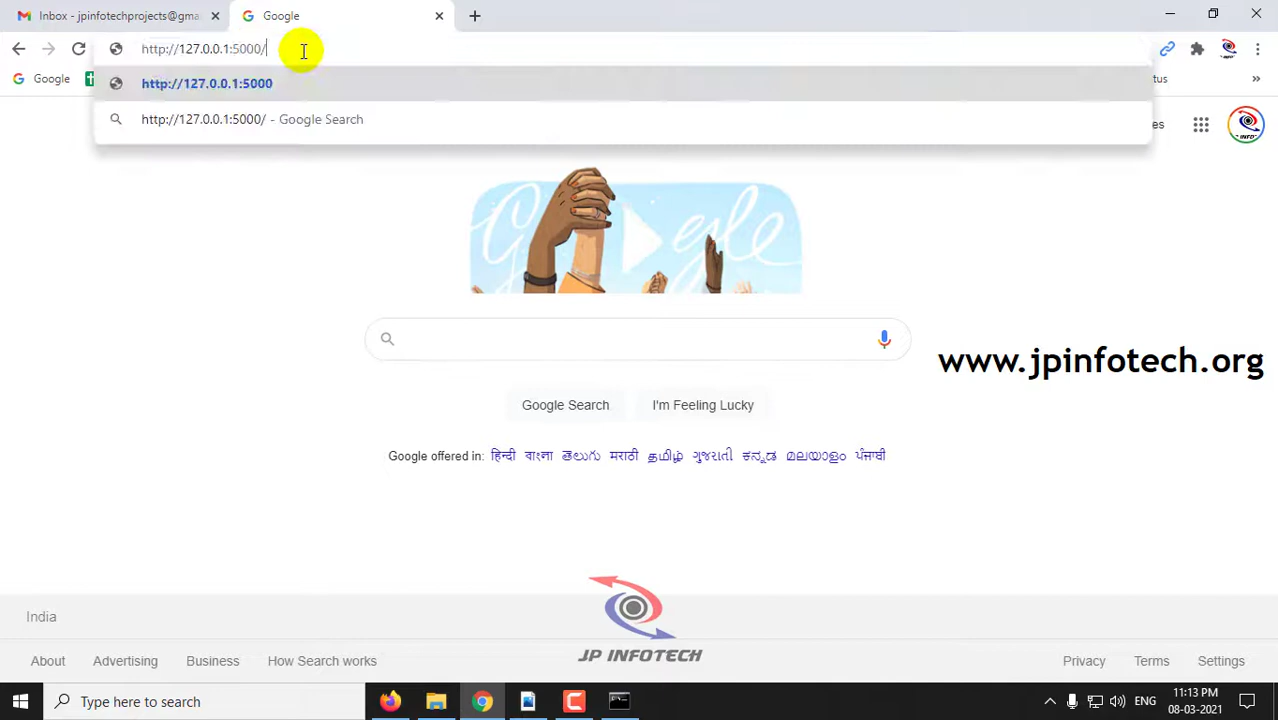 Inbox - jpinfotechprojects@gma
Google
http://127.0.0.1:5000/
Google
tus
»
http://127.0.0.1:5000
http://127.0.0.1:5000/ - Google Search
es
INFO
Google Search
I'm Feeling Lucky
www.jpinfotech.org
Google offered in: हिन्दी বাংলা తెలుగు मराठी தமிழ் ગુજરાતી ಕನ್ನಡ മലയാളം ਪੰਜਾਬੀ
India
JP INFOTECH
About
Advertising
Business
How Search works
Privacy
Terms
Settings
Type here to search
ENG
11:13 PM
08-03-2021